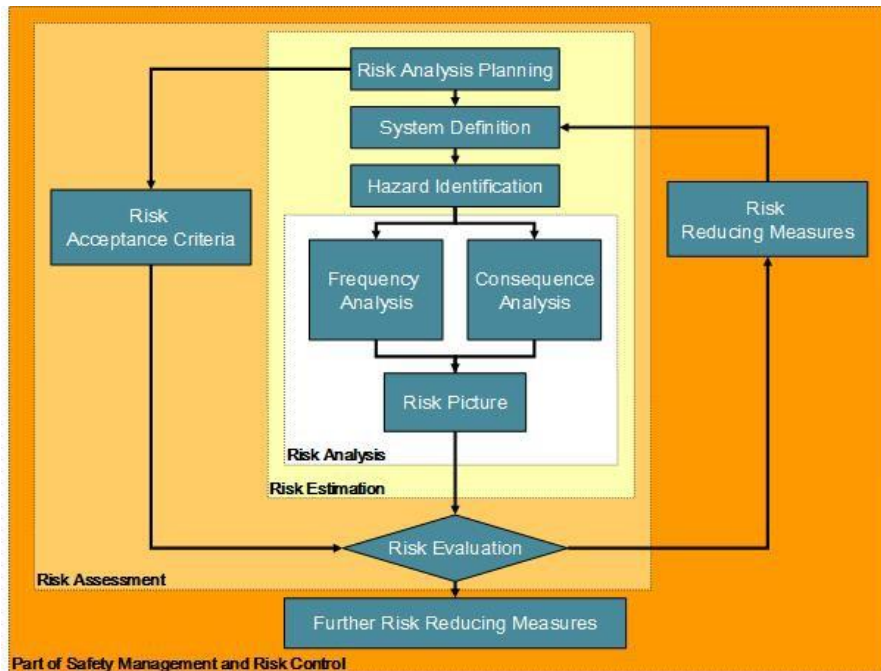 Risk Analysis Planning
System Definition
Hazard Identification
Risk
Acceptance Criteria
Risk
Reducing Measures
Frequency
Analysis
Consequence
Analysis
Risk Picture
Risk Analysis
Risk Estimation
Risk Evaluation
Risk Assessment
Further Risk Reducing Measures
Part of Safety Management and Risk Control